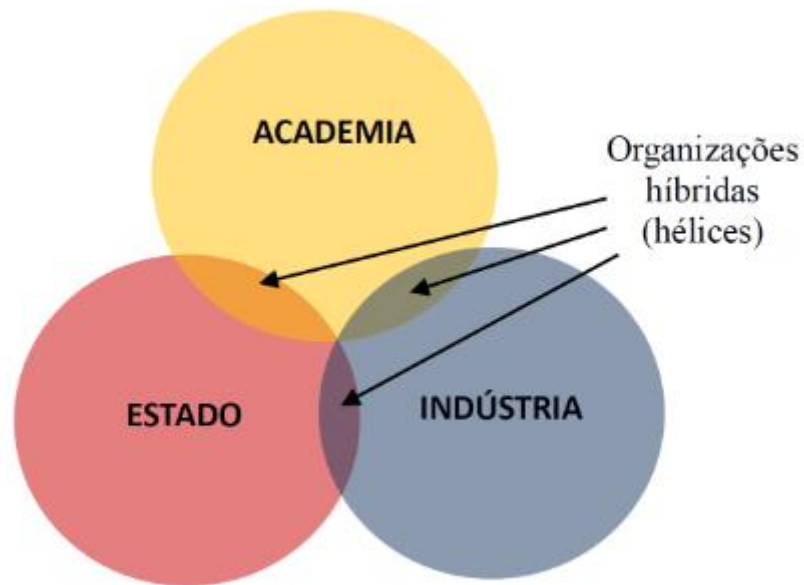 ACADEMIA
Organizações
híbridas
(hélices)
ESTADO
INDÚSTRIA